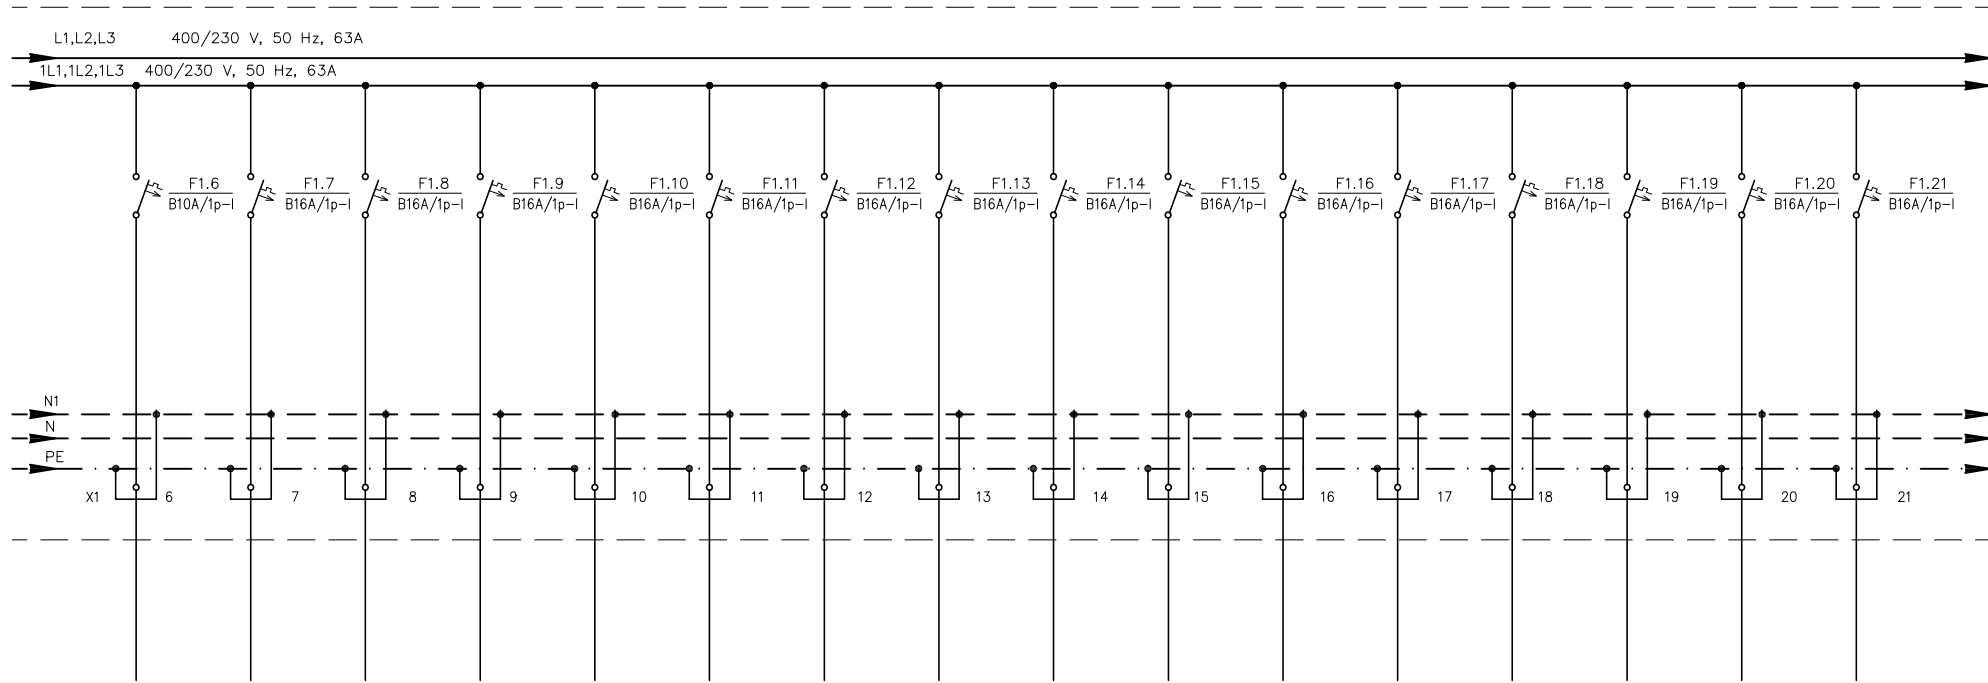 L1,L2,L3 400/230 V, 50 Hz, 63A
1L1,1L2,1L3 400/230 V, 50 Hz, 63A
F1.6 F1.7 F1.8 F1.9 F1.10 F1.11 F1.12 F1.13 F1.14 F1.15 F1.16 F1.17 F1.18 F1.19 F1.20 F1.21
B10A/1p-I B16A/1p-I B16A/1p-I B16A/1p-I B16A/1p-I B16A/1p-I B16A/1p-I B16A/1p-I B16A/1p-I B16A/1p-I B16A/1p-I B16A/1p-I B16A/1p-I B16A/1p-I B16A/1p-I B16A/1p-I
N1
N
PE
X1 6 7 8 9 10 11 12 13 14 15 16 17 18 19 20 21